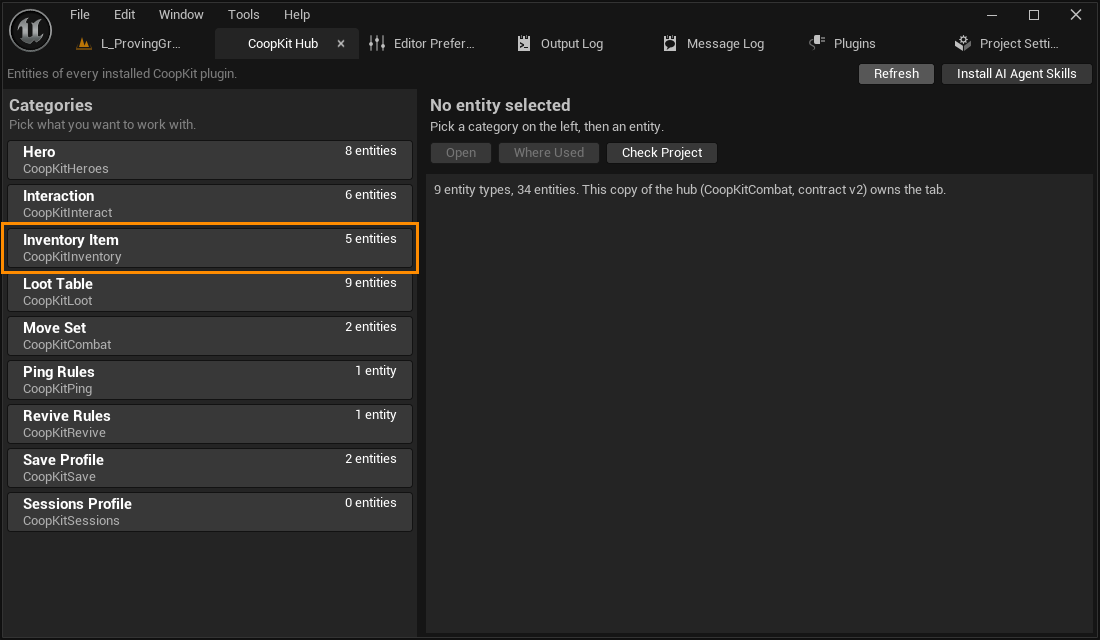 File Edit Window Tools Help
L_ProvingGr...
CoopKit Hub
Editor Prefer...
Output Log
Message Log
Plugins
Project Setti...
Entities of every installed CoopKit plugin.
Refresh
Install AI Agent Skills
Categories
Pick what you want to work with.
Hero 8 entities
CoopKitHeroes
Interaction 6 entities
CoopKitInteract
Inventory Item 5 entities
CoopKitInventory
Loot Table 9 entities
CoopKitLoot
Move Set 2 entities
CoopKitCombat
Ping Rules 1 entity
CoopKitPing
Revive Rules 1 entity
CoopKitRevive
Save Profile 2 entities
CoopKitSave
Sessions Profile 0 entities
CoopKitSessions
No entity selected
Pick a category on the left, then an entity.
Open
Where Used
Check Project
9 entity types, 34 entities. This copy of the hub (CoopKitCombat, contract v2) owns the tab.